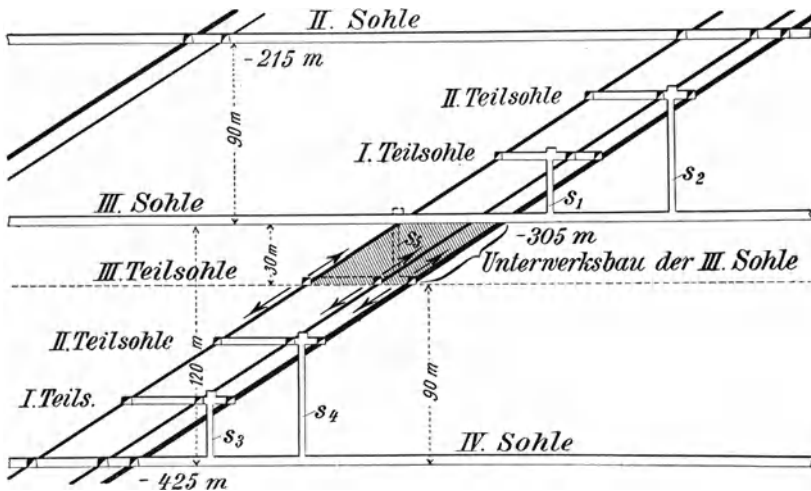 II. Sohle
-215 m
90 m
II. Teilsohle
I. Teilsohle
s₂
s₁
III. Sohle
-305 m
30 m
s₅
III. Teilsohle
Unterwerksbau der III. Sohle
II. Teilsohle
120 m
90 m
I. Teils.
s₄
s₃
IV. Sohle
- 425 m